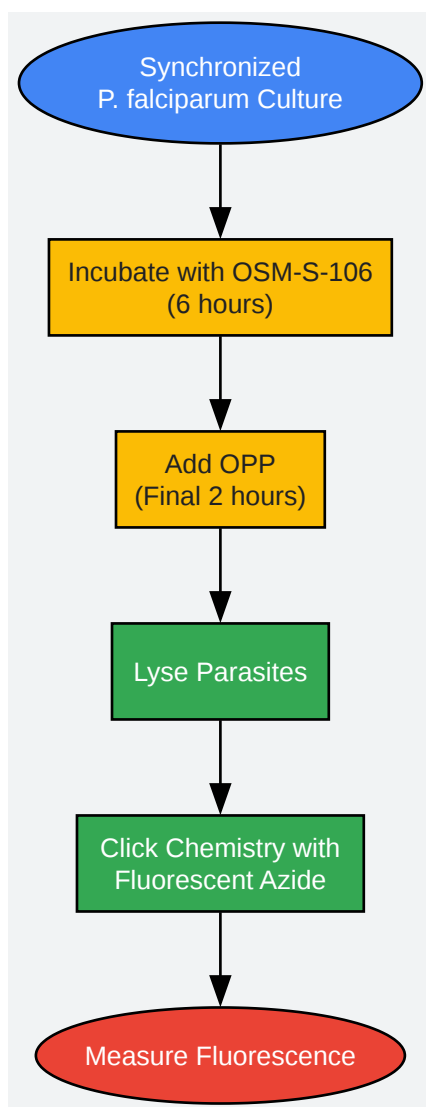 Synchronized
P. falciparum Culture
Incubate with OSM-S-106
(6 hours)
Add OPP
(Final 2 hours)
Lyse Parasites
Click Chemistry with
Fluorescent Azide
Measure Fluorescence